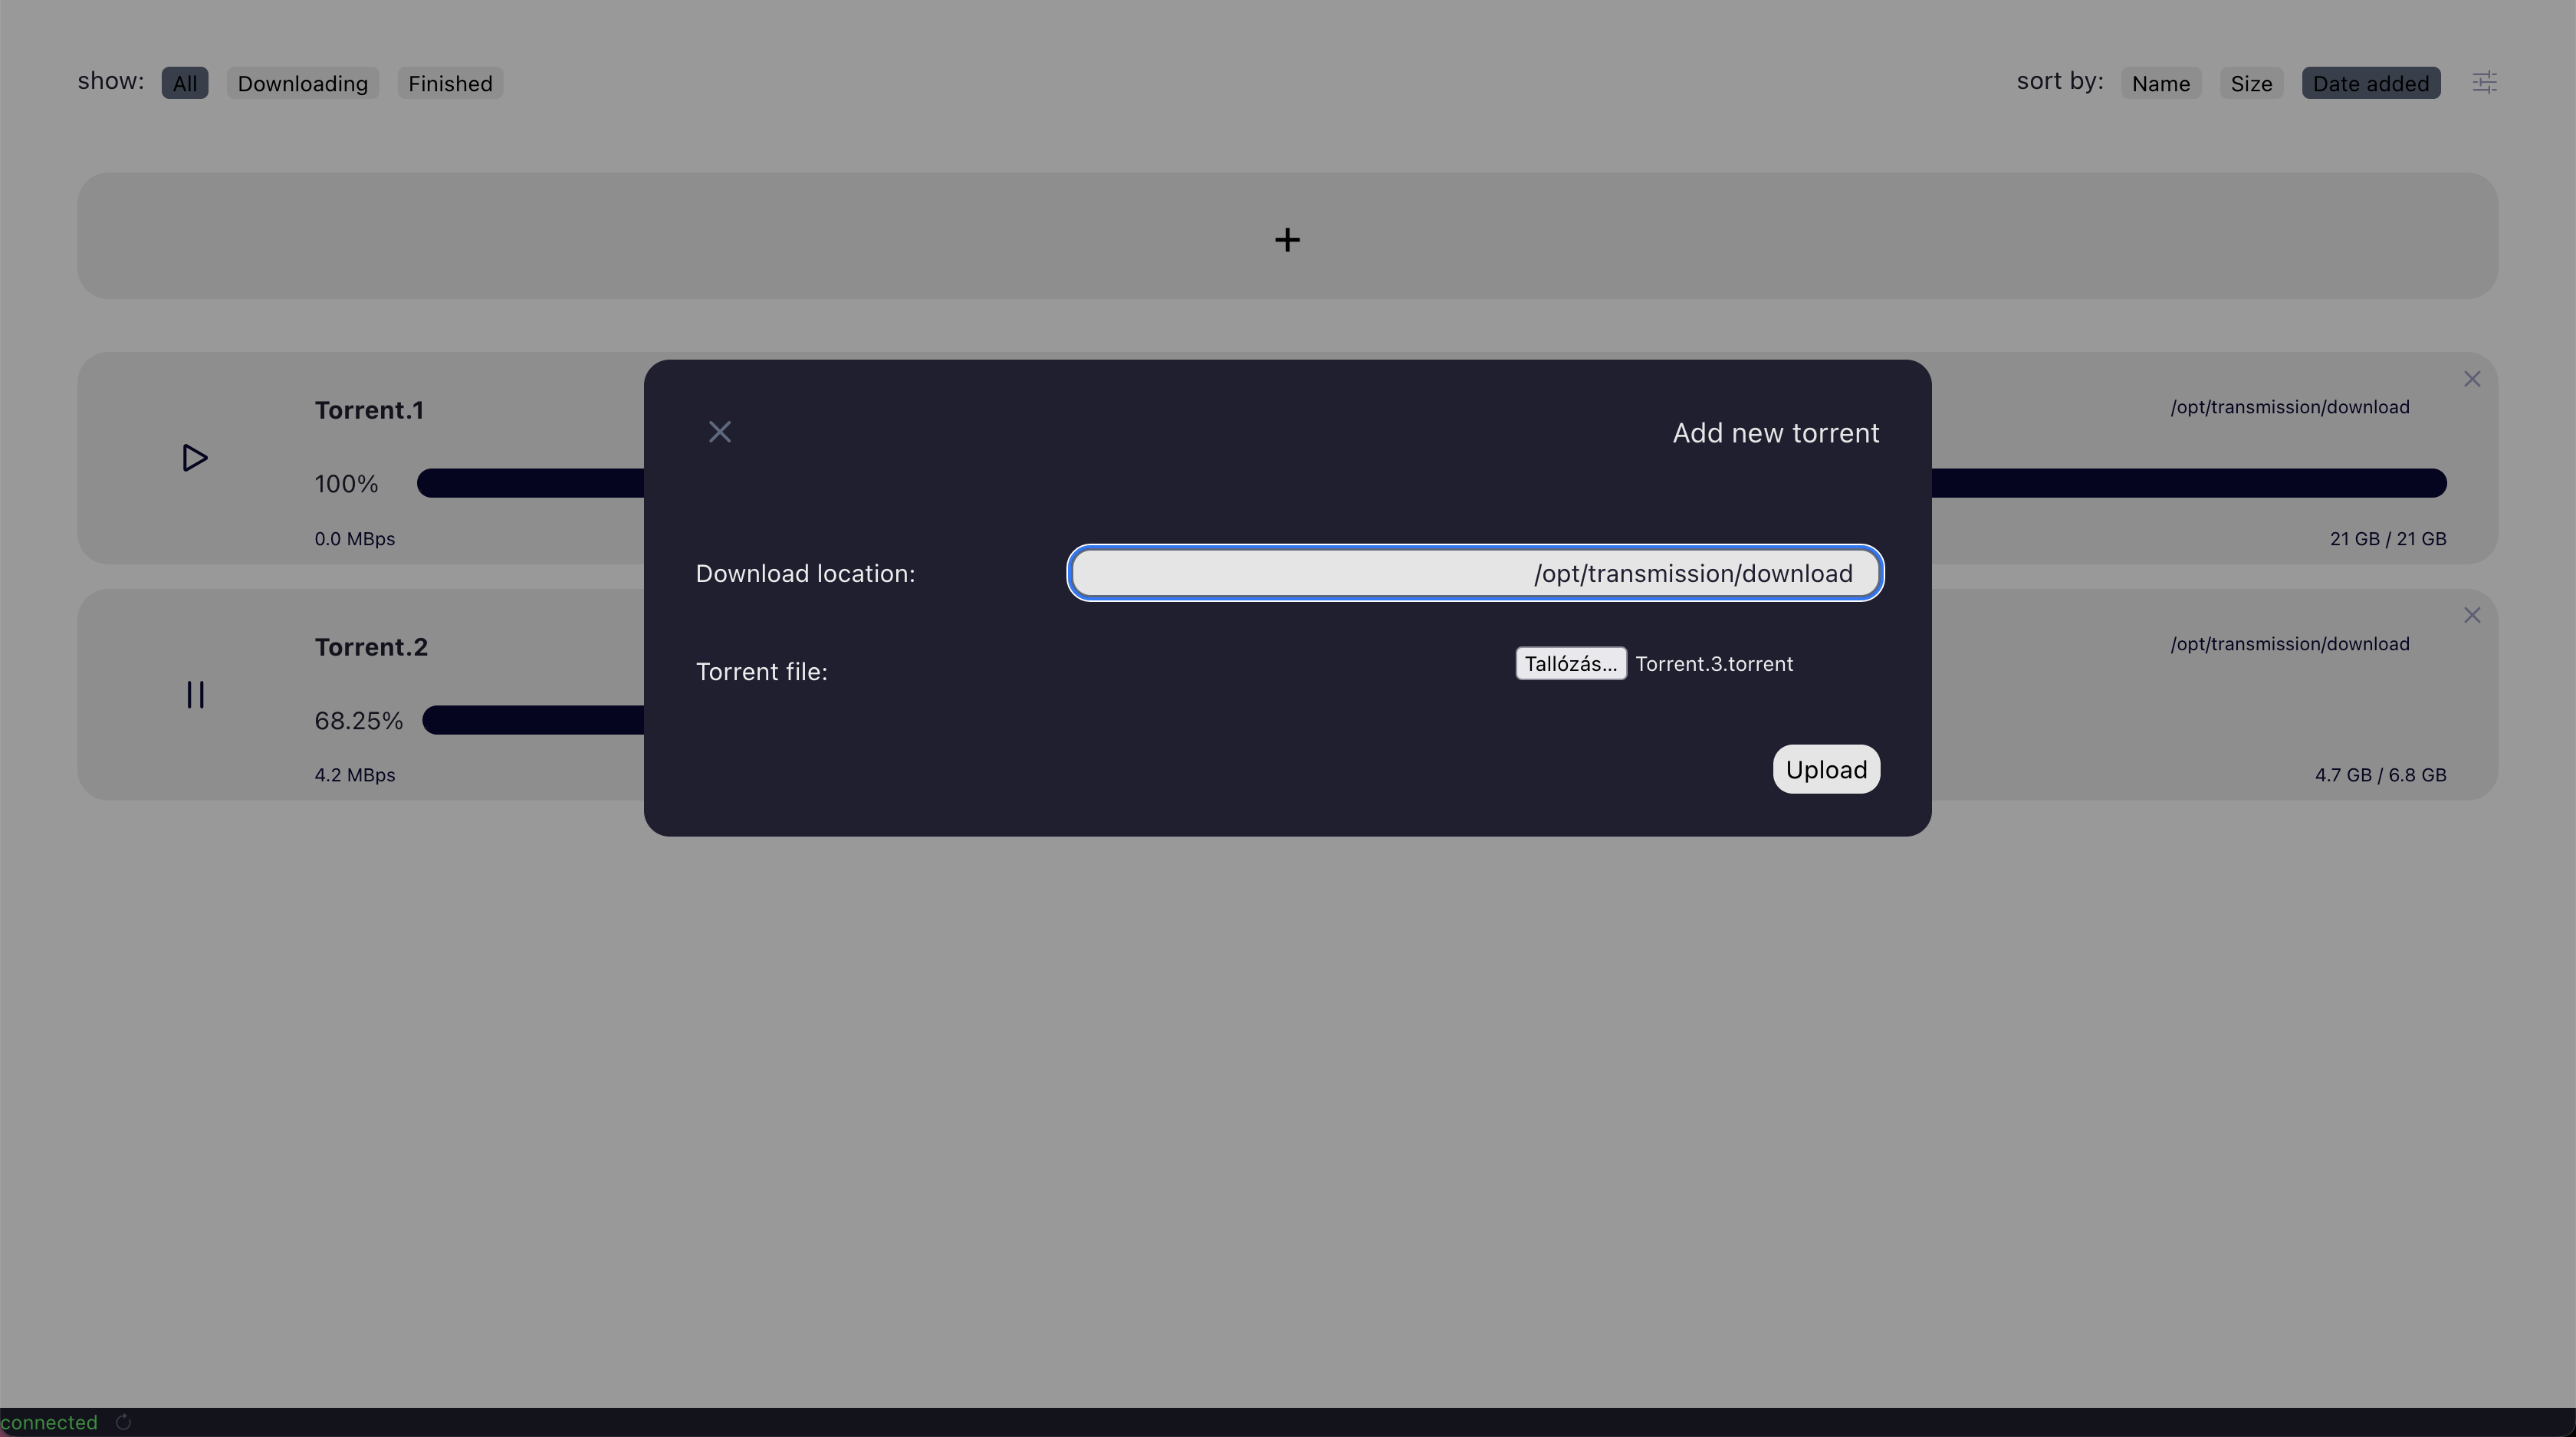 show: All Downloading Finished sort by: Name Size Date added
+
Torrent.1 /opt/transmission/download
100%
0.0 MBps 21 GB / 21 GB
Torrent.2 /opt/transmission/download
68.25%
4.2 MBps 4.7 GB / 6.8 GB
Add new torrent
Download location: /opt/transmission/download
Torrent file: Tallózás... Torrent.3.torrent
Upload
connected